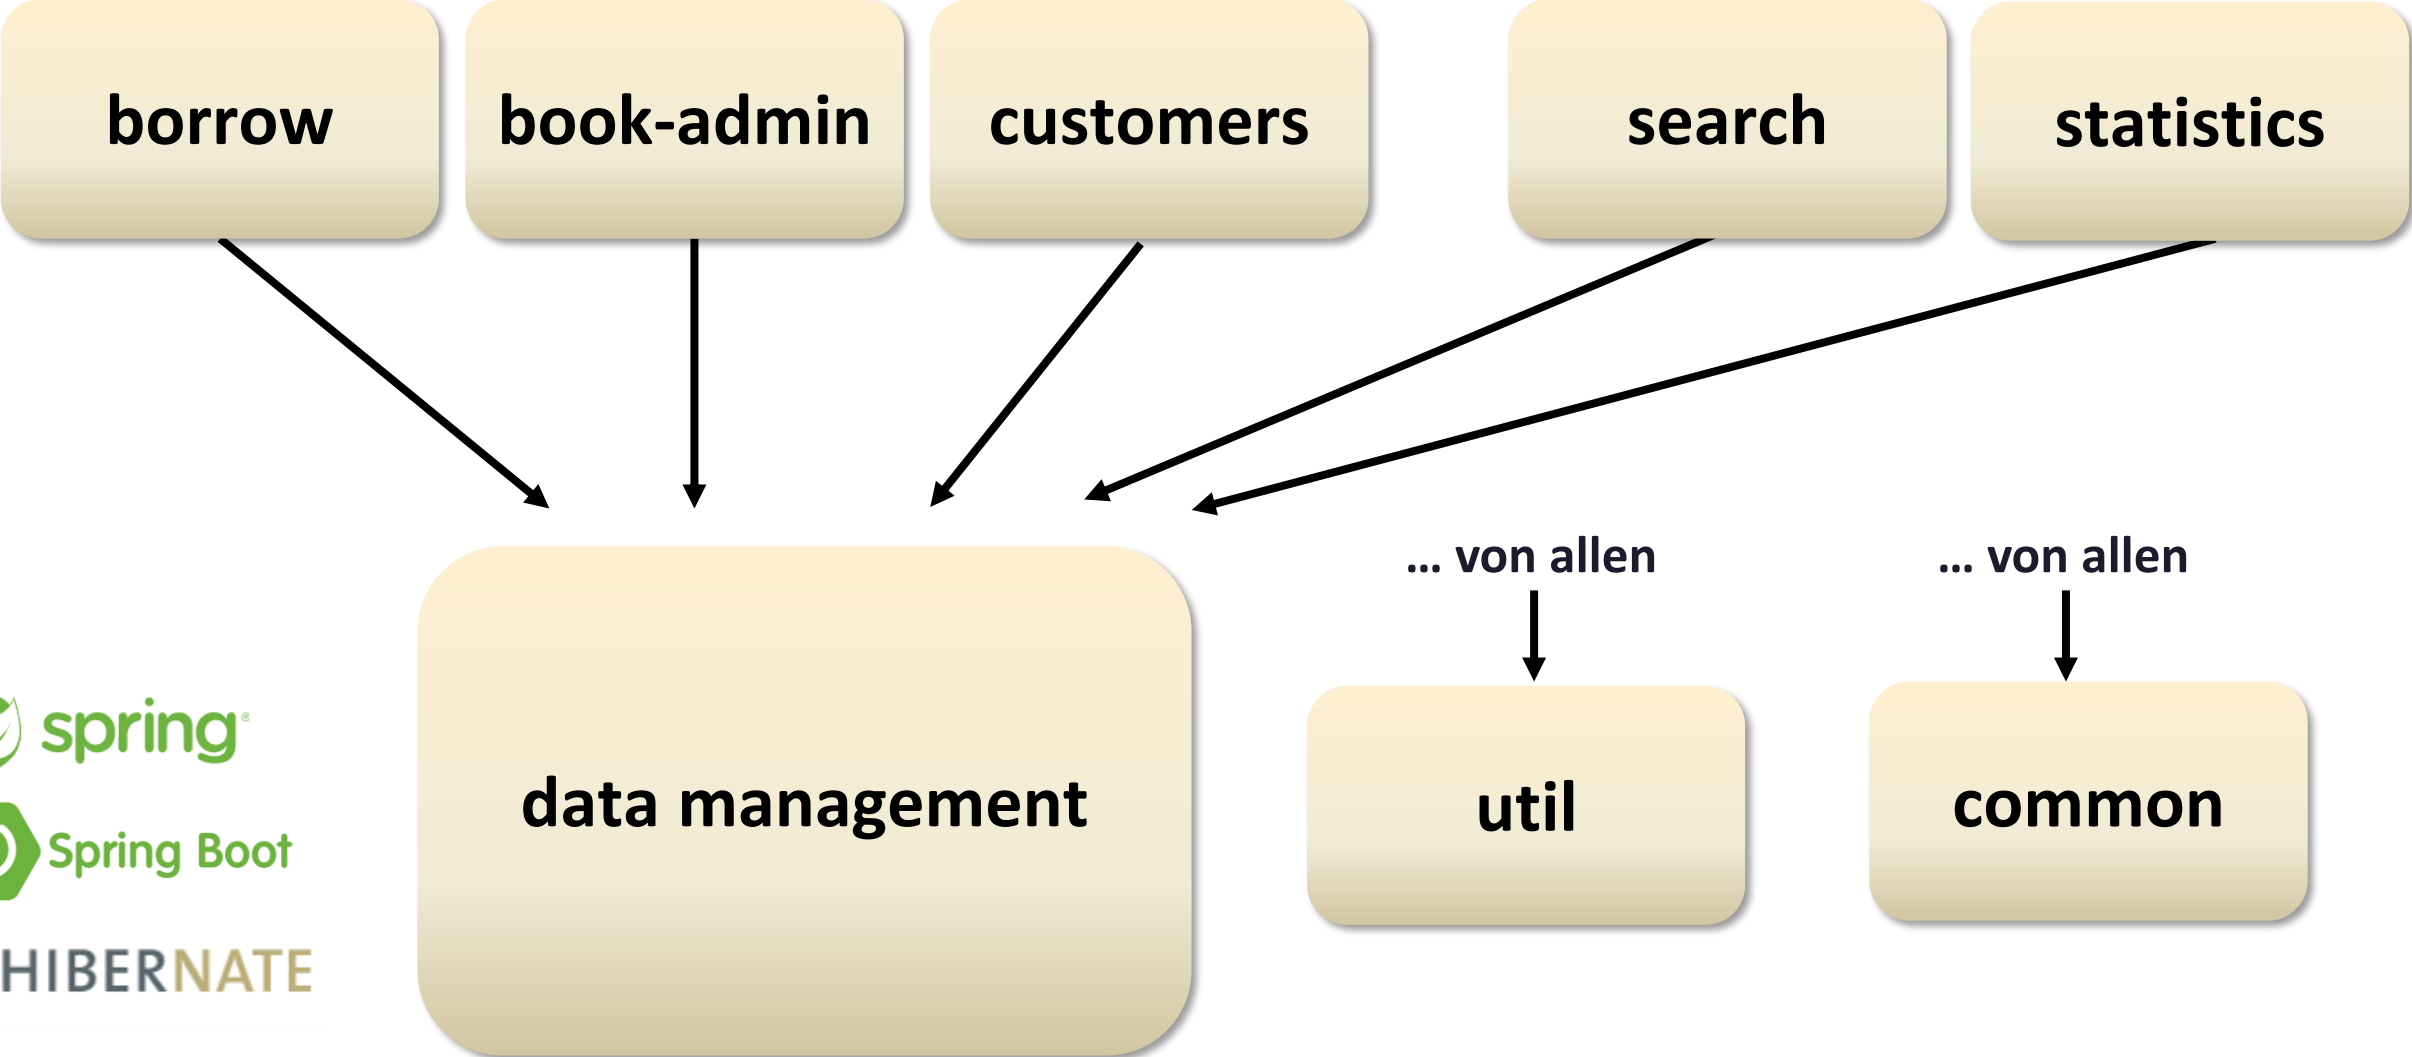 borrow
book-admin
customers
search
statistics
... von allen
... von allen
spring
data management
util
common
Spring Boot
HIBERNATE